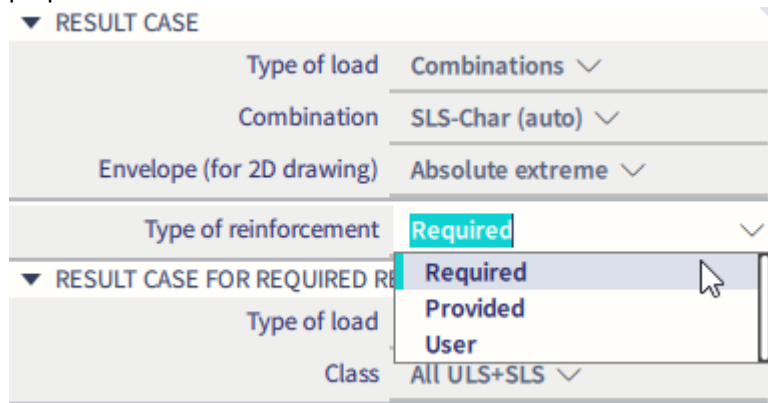 RESULT CASE
Type of load Combinations
Combination SLS-Char (auto)
Envelope (for 2D drawing) Absolute extreme
Type of reinforcement Required
RESULT CASE FOR REQUIRED
Required
Provided
Type of load
User
Class All ULS+SLS